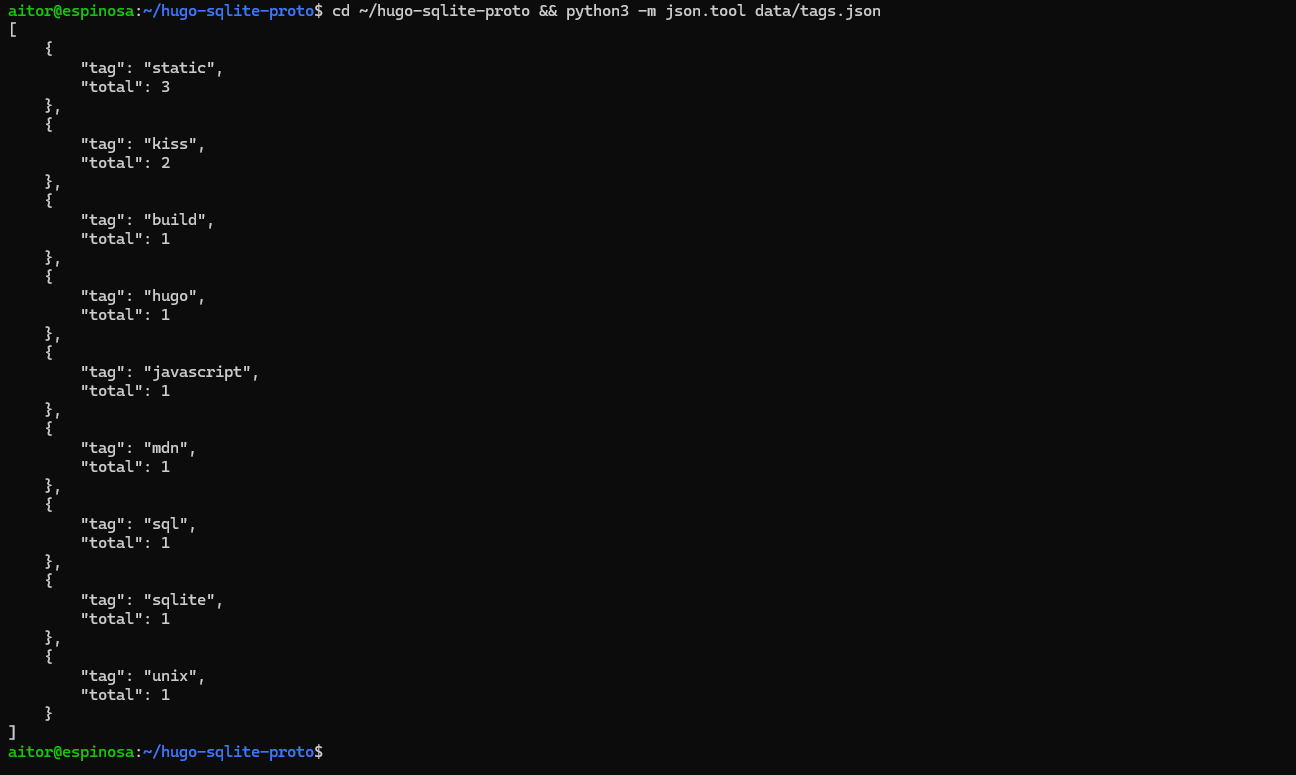 aitor@espinosa:~/hugo-sqlite-proto$ cd ~/hugo-sqlite-proto && python3 -m json.tool data/tags.json
[
    {
        "tag": "static",
        "total": 3
    },
    {
        "tag": "kiss",
        "total": 2
    },
    {
        "tag": "build",
        "total": 1
    },
    {
        "tag": "hugo",
        "total": 1
    },
    {
        "tag": "javascript",
        "total": 1
    },
    {
        "tag": "mdn",
        "total": 1
    },
    {
        "tag": "sql",
        "total": 1
    },
    {
        "tag": "sqlite",
        "total": 1
    },
    {
        "tag": "unix",
        "total": 1
    }
]
aitor@espinosa:~/hugo-sqlite-proto$